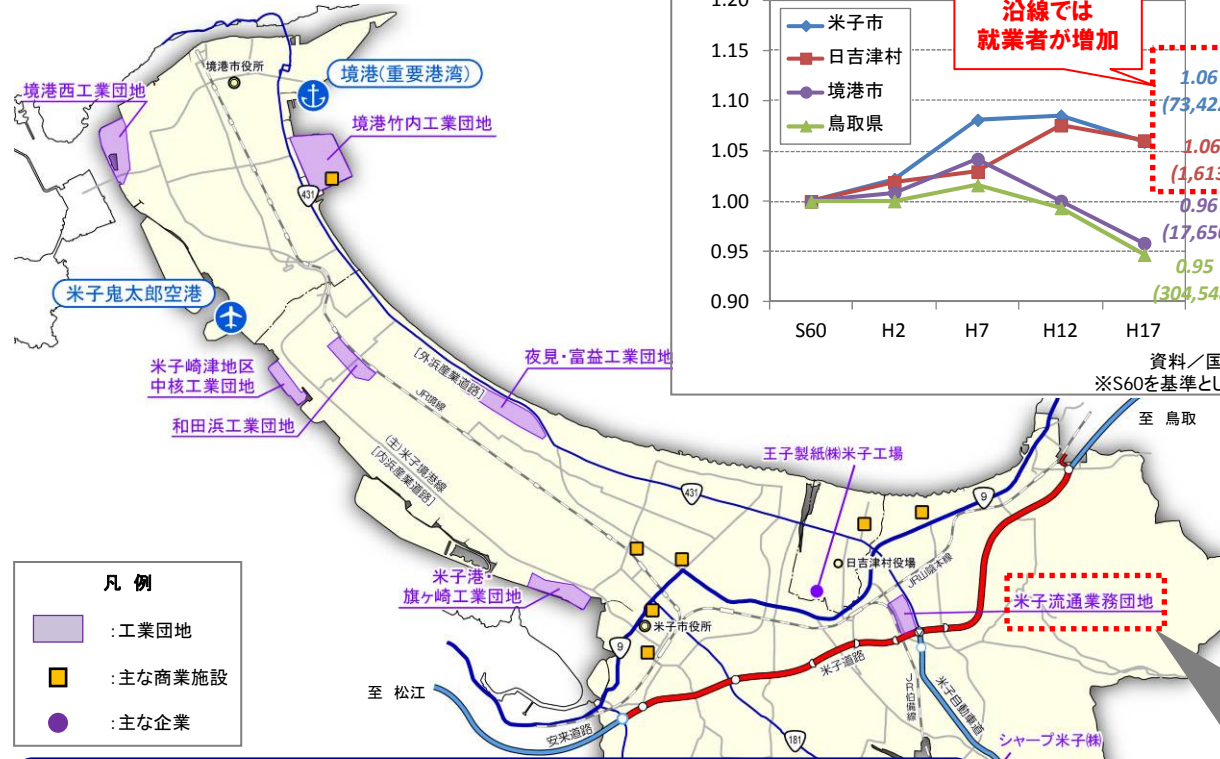 境港市役所
境港(重要港湾)
境港西工業団地
境港竹内工業団地
431
米子鬼太郎空港
米子崎津地区
中核工業団地
和田浜工業団地
[外浜産業道路]
JR境線
夜見・富益工業団地
(主)米子境港線
[内浜産業道路]
431
王子製紙㈱米子工場
9
至 鳥取
日吉津村役場
JR山陰本線
米子港・
旗ヶ崎工業団地
米子市役所
9
米子流通業務団地
米子道路
至 松江
安来道路
JR伯備線
米子自動車道
181
シャープ米子㈱
凡 例
:工業団地
:主な商業施設
:主な企業
沿線では
就業者が増加
1.20
1.15
1.10
1.05
1.00
0.95
0.90
米子市
日吉津村
境港市
鳥取県
1.06
(73,42
1.06
(1,613
0.96
(17,650
0.95
(304,54
S60 H2 H7 H12 H17
資料/国
※S60を基準とし